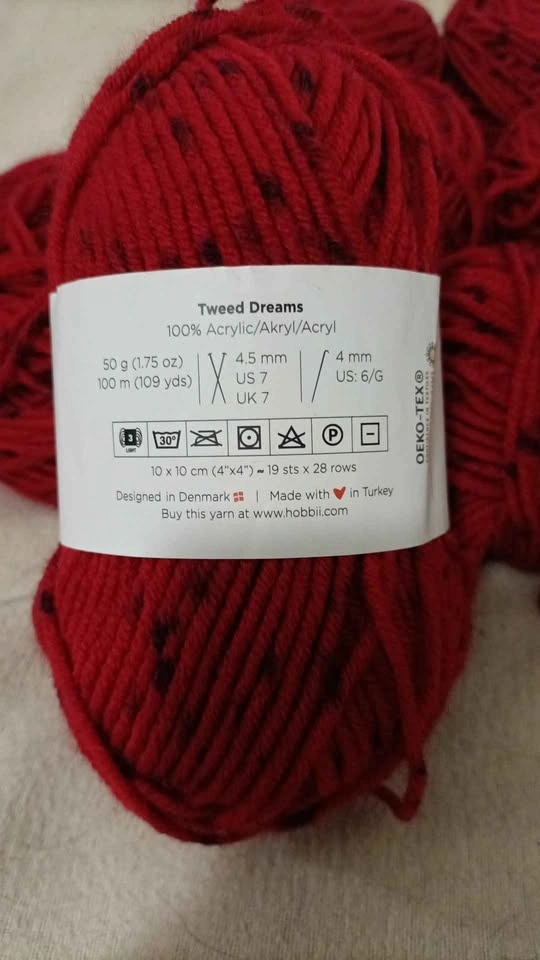 Tweed Dreams
100% Acrylic/Akryl/Acryl
50 g (1.75 oz)
100 m (109 yds)
4.5 mm
US 7
UK 7
4 mm
US: 6/G
3
LIGHT
30°
P
10 x 10 cm (4"x4") ~ 19 sts x 28 rows
Designed in Denmark | Made with in Turkey
Buy this yarn at www.hobbii.com
OEKO-TEX®